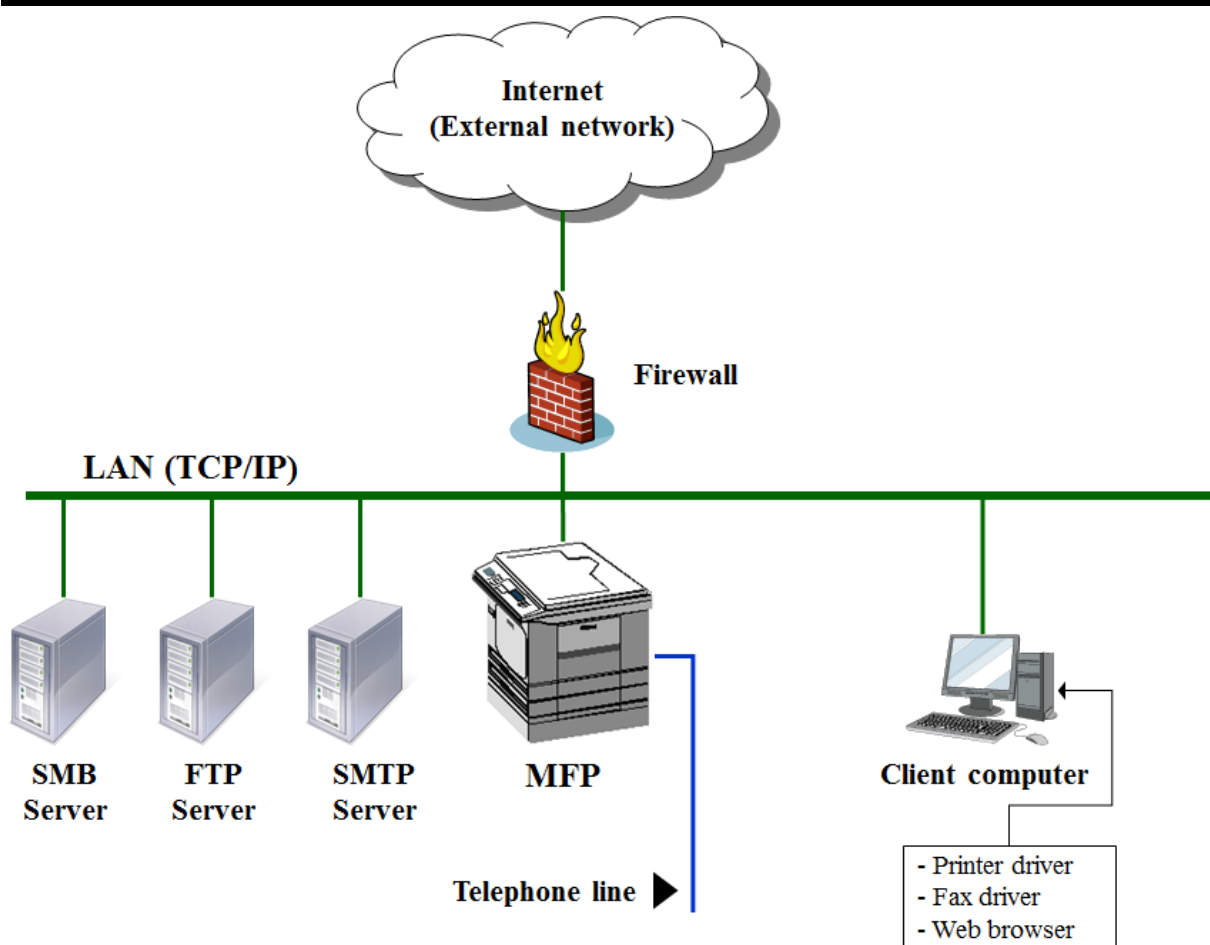 Internet
(External network)
Firewall
LAN (TCP/IP)
SMB
Server
FTP
Server
SMTP
Server
MFP
Client computer
Telephone line
- Printer driver
- Fax driver
- Web browser